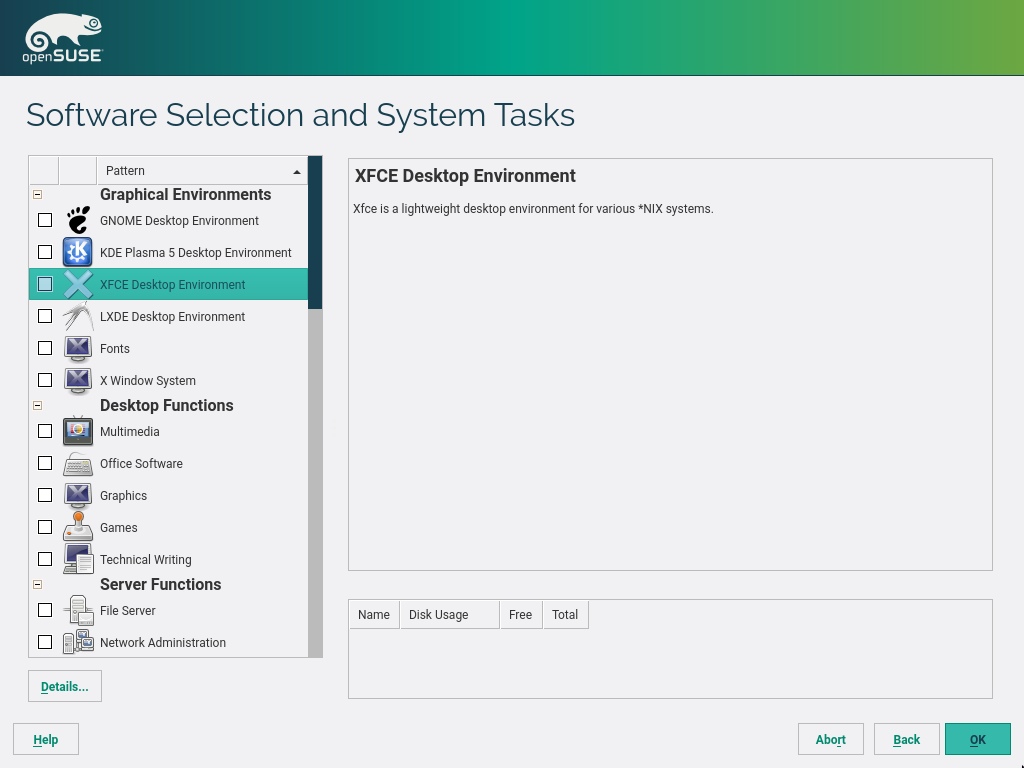 openSUSE
Software Selection and System Tasks
Pattern
Graphical Environments
GNOME Desktop Environment
KDE Plasma 5 Desktop Environment
XFCE Desktop Environment
LXDE Desktop Environment
Fonts
X Window System
Desktop Functions
Multimedia
Office Software
Graphics
Games
Technical Writing
Server Functions
File Server
Network Administration
Details...
XFCE Desktop Environment
Xfce is a lightweight desktop environment for various *NIX systems.
Name Disk Usage Free Total
Help Abort Back OK